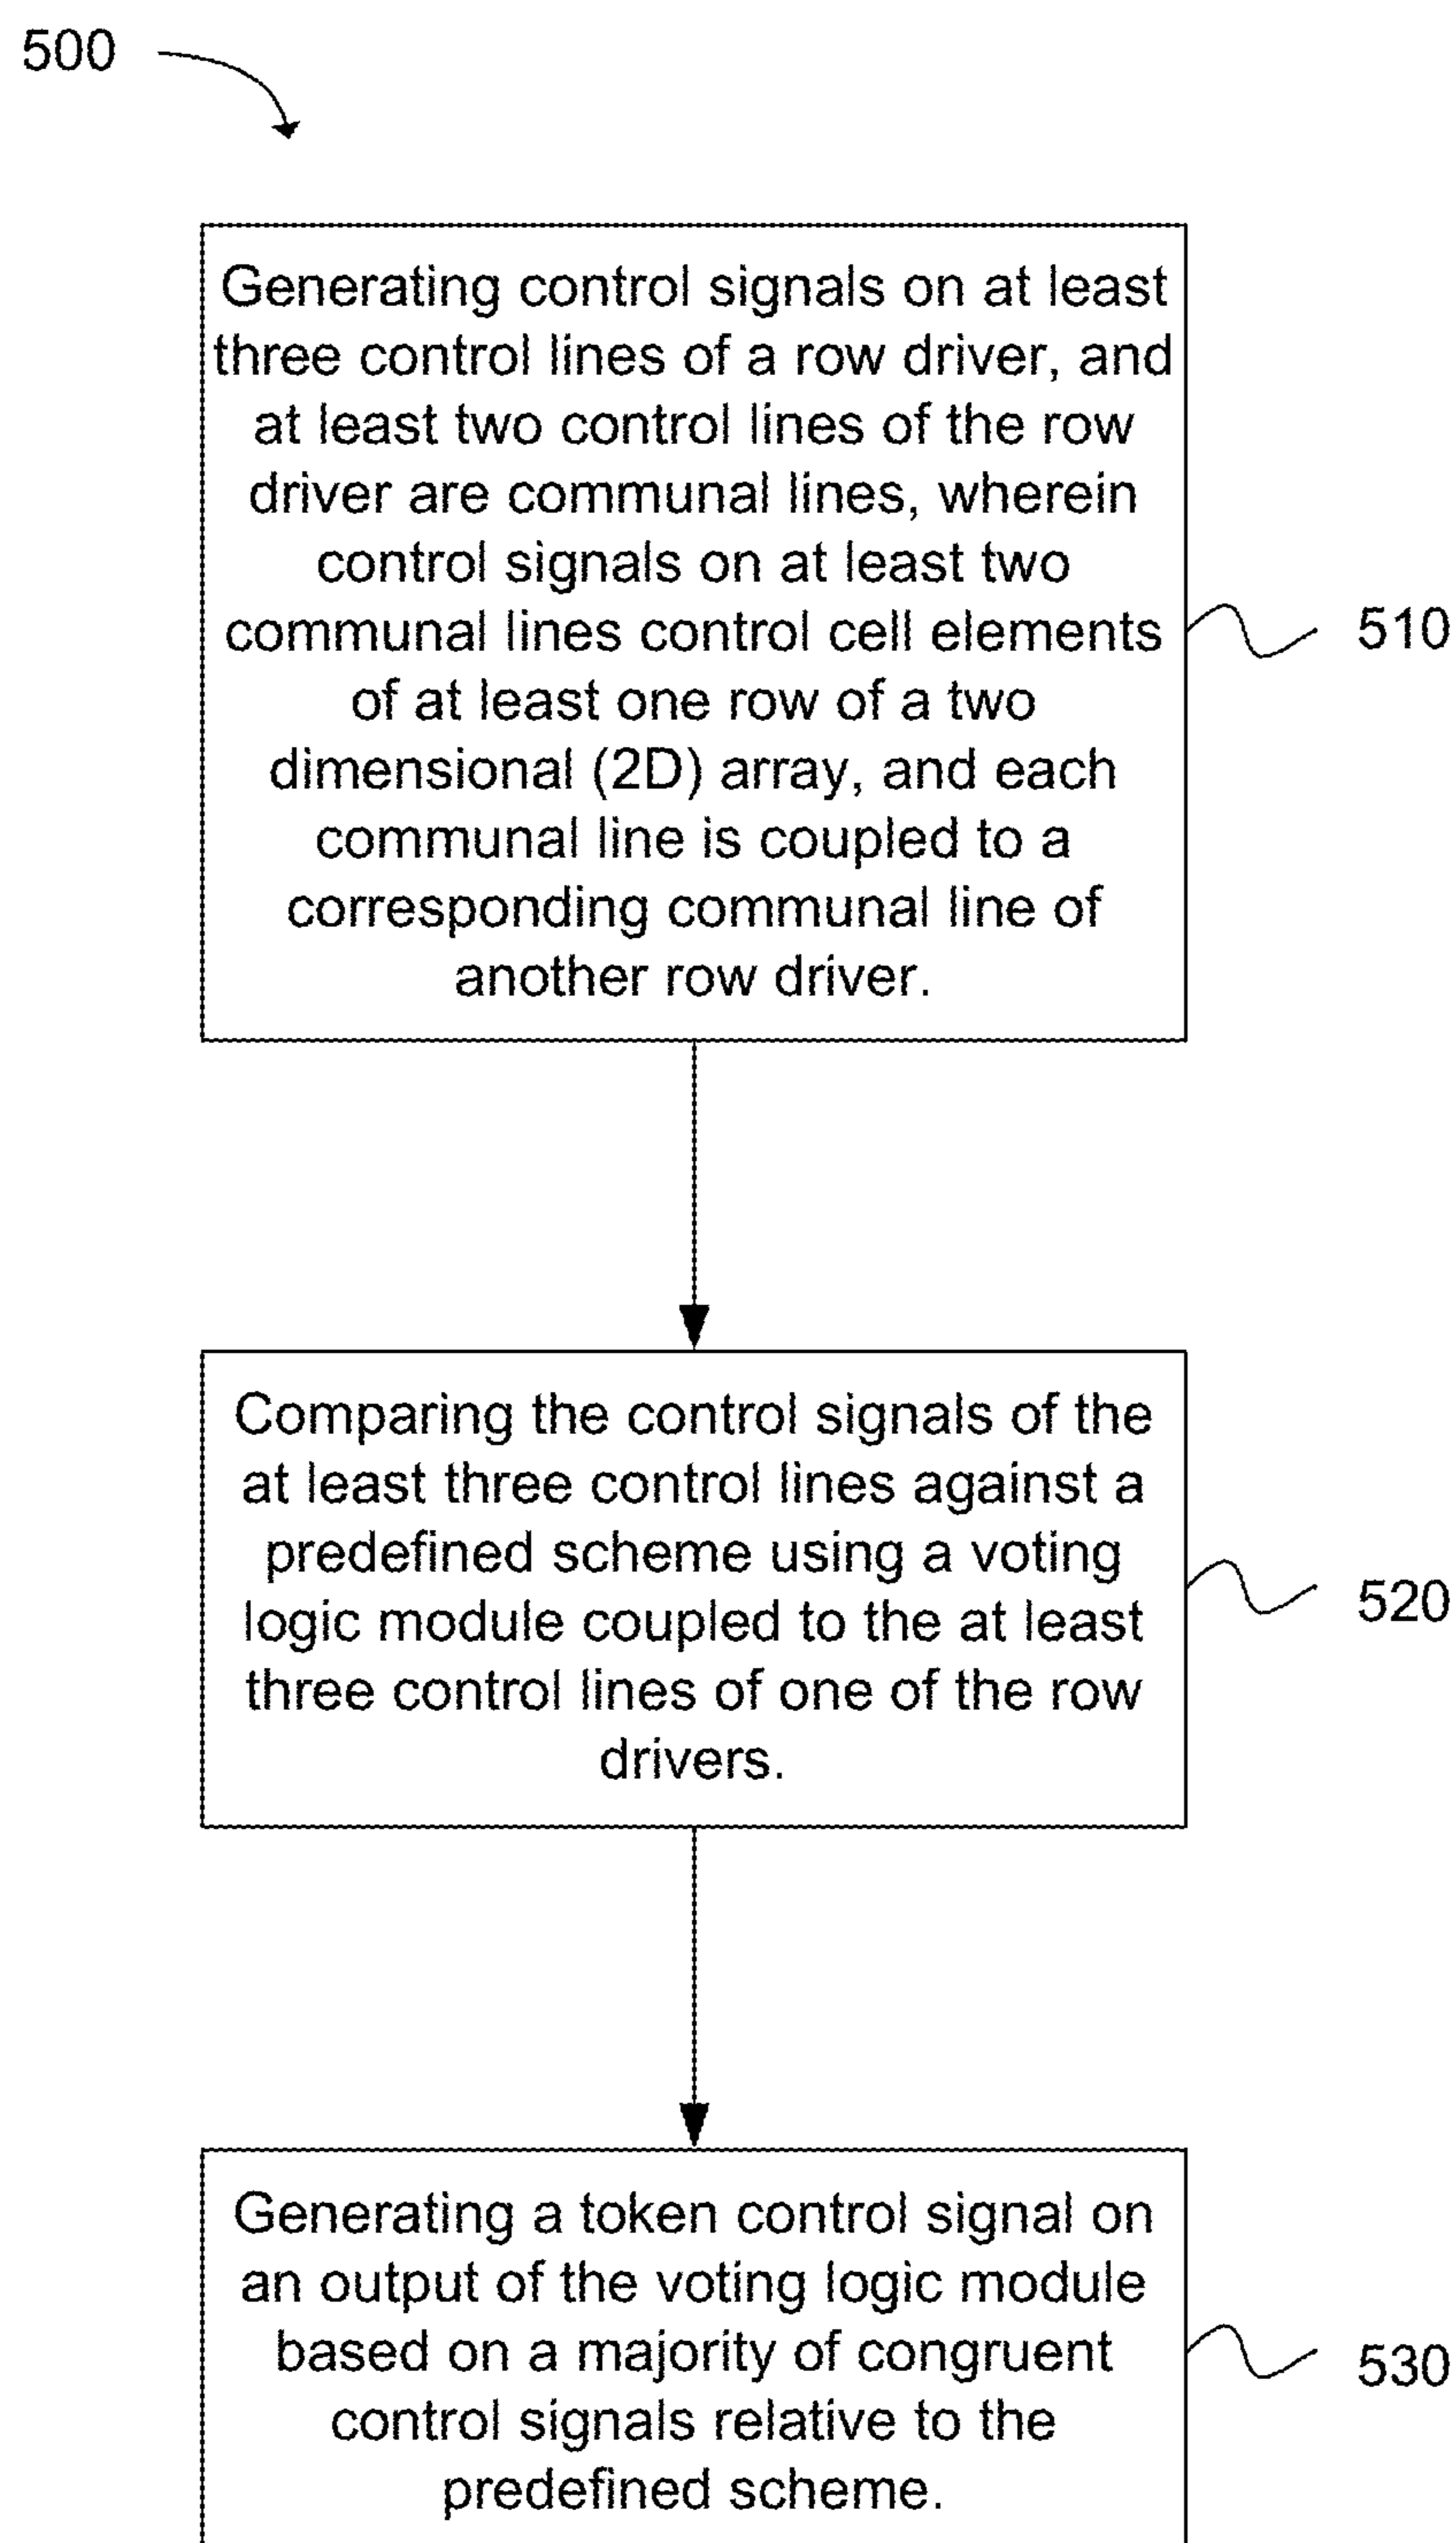 500
Generating control signals on at least
three control lines of a row driver, and
at least two control lines of the row
driver are communal lines, wherein
control signals on at least two
communal lines control cell elements
of at least one row of a two
dimensional (2D) array, and each
communal line is coupled to a
corresponding communal line of
another row driver.
510
Comparing the control signals of the
at least three control lines against a
predefined scheme using a voting
logic module coupled to the at least
three control lines of one of the row
drivers.
520
Generating a token control signal on
an output of the voting logic module
based on a majority of congruent
control signals relative to the
predefined scheme.
530